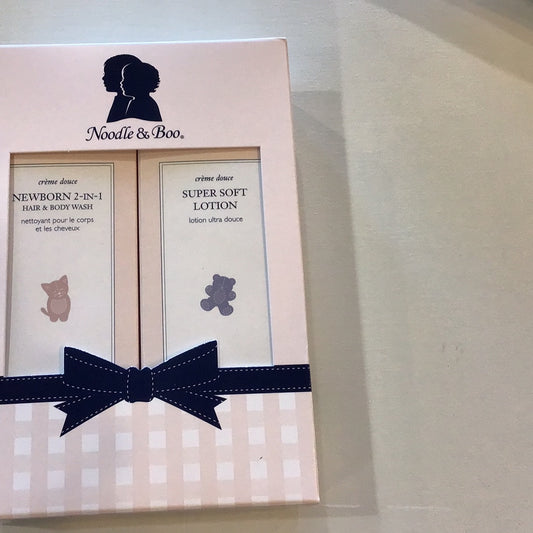 Noodle & Boo®
crème douce
NEWBORN 2-IN-1
HAIR & BODY WASH
nettoyant pour le corps
et les cheveux
crème douce
SUPER SOFT
LOTION
lotion ultra douce